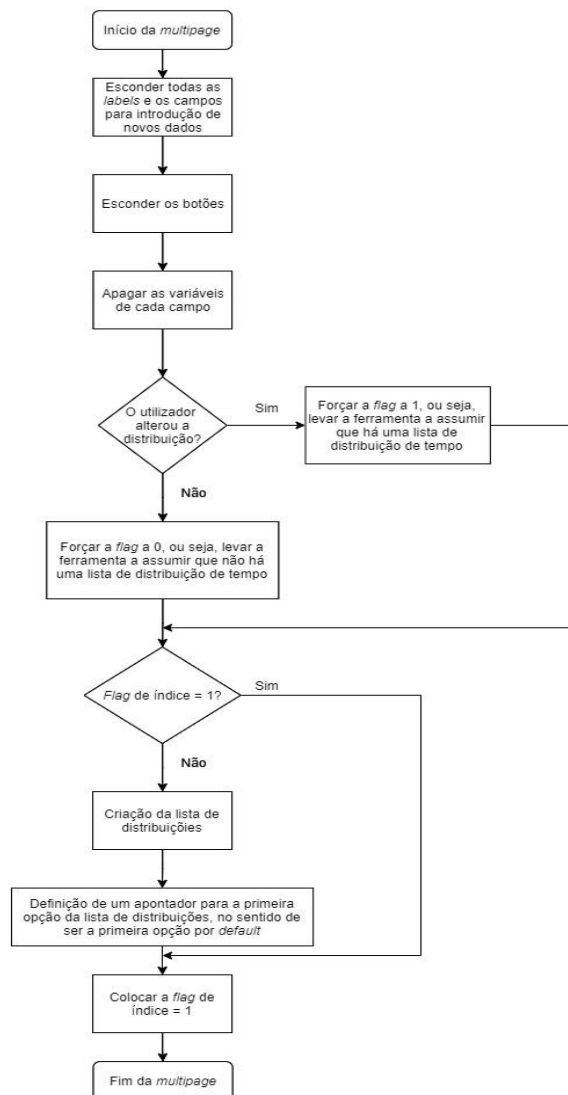 Início da multipage
Esconder todas as
labels e os campos
para introdução de
novos dados
Esconder os botões
Apagar as variáveis
de cada campo
O utilizador
alterou a
distribuição?
Sim
Forçar a flag a 1, ou seja,
levar a ferramenta a assumir
que há uma lista de
distribuição de tempo
Não
Forçar a flag a 0, ou seja, levar a
ferramenta a assumir que não há
uma lista de distribuição de tempo
Flag de índice = 1?
Sim
Não
Criação da lista de
distribuiçõies
Definição de um apontador para a primeira
opção da lista de distribuições, no sentido de
ser a primeira opção por default
Colocar a flag de
índice = 1
Fim da multipage